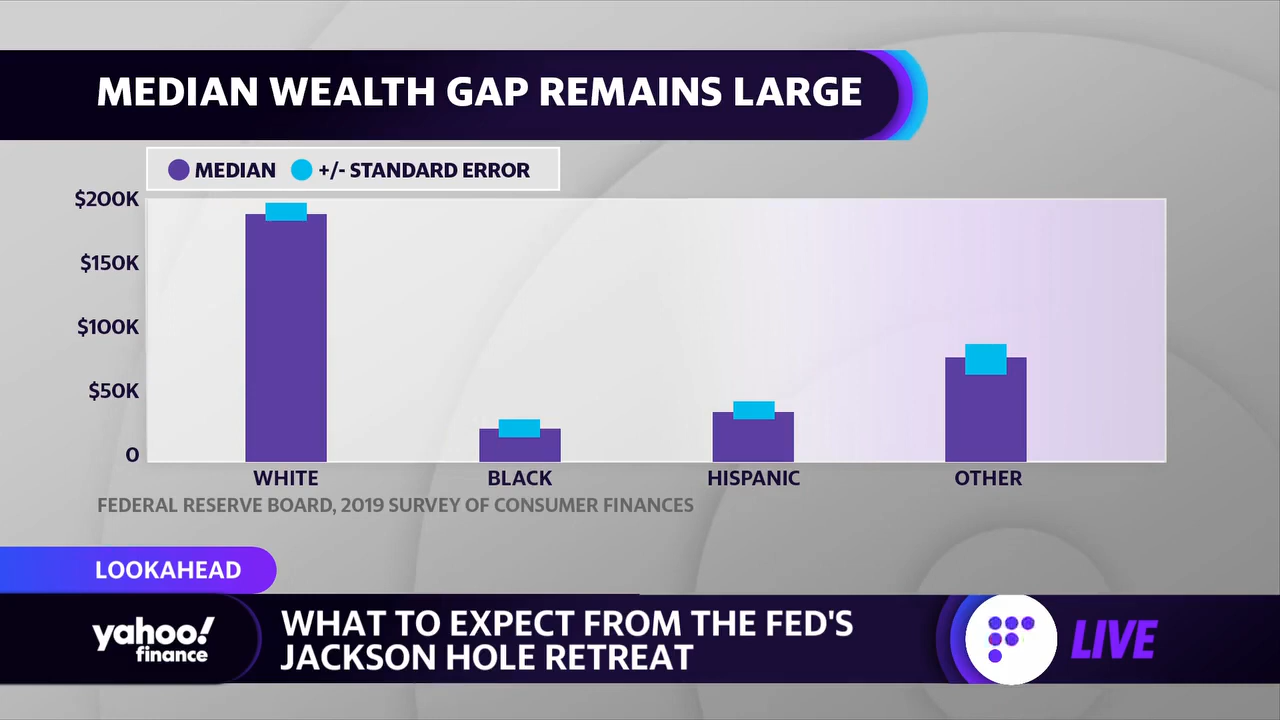 MEDIAN WEALTH GAP REMAINS LARGE
MEDIAN +/- STANDARD ERROR
$200K
$150K
$100K
$50K
0
WHITE BLACK HISPANIC OTHER
FEDERAL RESERVE BOARD, 2019 SURVEY OF CONSUMER FINANCES
LOOKAHEAD
yahoo!
finance
WHAT TO EXPECT FROM THE FED'S
JACKSON HOLE RETREAT
LIVE